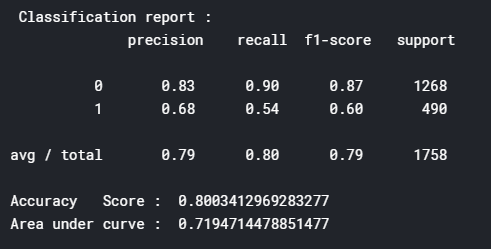 Classification report :
precision recall f1-score support
0 0.83 0.90 0.87 1268
1 0.68 0.54 0.60 490
avg / total 0.79 0.80 0.79 1758
Accuracy Score : 0.8003412969283277
Area under curve : 0.7194714478851477